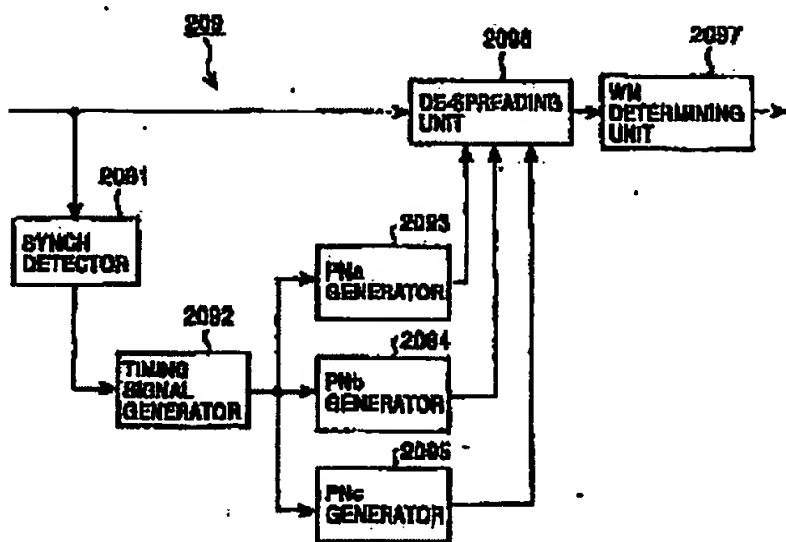 209
2096
2097
DE-SPREADING
UNIT
WM
DETERMINING
UNIT
2091
SYNCH
DETECTOR
2093
PNa
GENERATOR
2092
TIMING
SIGNAL
GENERATOR
2094
PNb
GENERATOR
2095
PNc
GENERATOR